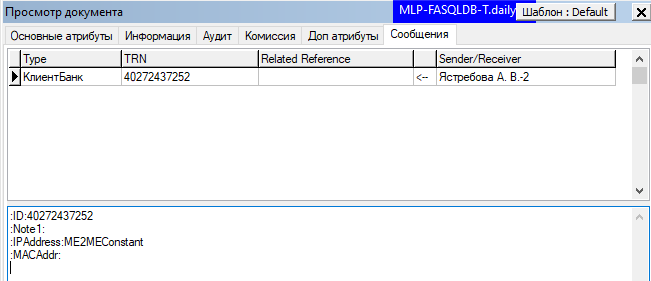 Просмотр документа MLP-FASQLDB-T.daily Шаблон : Default
Основные атрибуты Информация Аудит Комиссия Доп атрибуты Сообщения
Type TRN Related Reference Sender/Receiver
КлиентБанк 40272437252 <-- Ястребова А. В.-2
:ID:40272437252
:Note1:
:IPAddress:ME2MEConstant
:MACAddr: